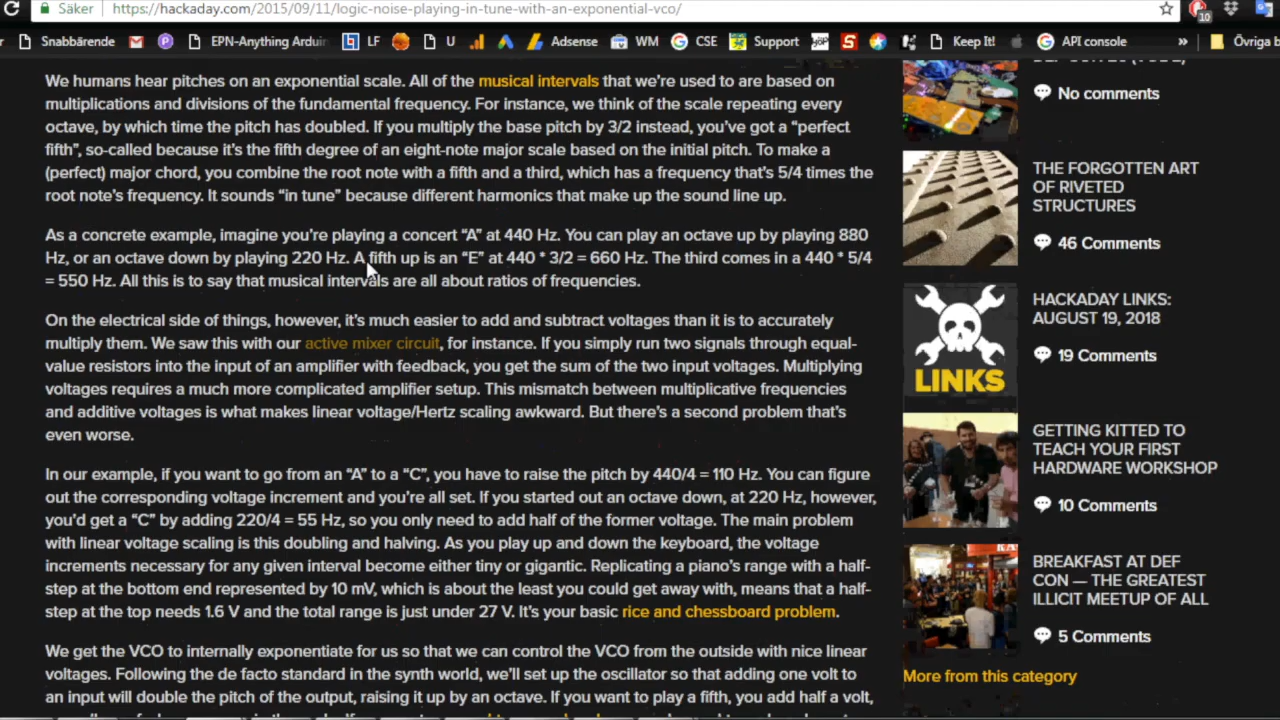 Säker https://hackaday.com/2015/09/11/logic-noise-playing-in-tune-with-an-exponential-vco/
10
Snabbärende EPN-Anything Arduin LF U Adsense WM CSE Support Keep It! API console » Övriga b
We humans hear pitches on an exponential scale. All of the musical intervals that we're used to are based on
multiplications and divisions of the fundamental frequency. For instance, we think of the scale repeating every
octave, by which time the pitch has doubled. If you multiply the base pitch by 3/2 instead, you've got a "perfect
fifth", so-called because it's the fifth degree of an eight-note major scale based on the initial pitch. To make a
(perfect) major chord, you combine the root note with a fifth and a third, which has a frequency that's 5/4 times the
root note's frequency. It sounds "in tune" because different harmonics that make up the sound line up.
As a concrete example, imagine you're playing a concert "A" at 440 Hz. You can play an octave up by playing 880
Hz, or an octave down by playing 220 Hz. A fifth up is an "E" at 440 * 3/2 = 660 Hz. The third comes in a 440 * 5/4
= 550 Hz. All this is to say that musical intervals are all about ratios of frequencies.
On the electrical side of things, however, it's much easier to add and subtract voltages than it is to accurately
multiply them. We saw this with our active mixer circuit, for instance. If you simply run two signals through equal-
value resistors into the input of an amplifier with feedback, you get the sum of the two input voltages. Multiplying
voltages requires a much more complicated amplifier setup. This mismatch between multiplicative frequencies
and additive voltages is what makes linear voltage/Hertz scaling awkward. But there's a second problem that's
even worse.
In our example, if you want to go from an "A" to a "C", you have to raise the pitch by 440/4 = 110 Hz. You can figure
out the corresponding voltage increment and you're all set. If you started out an octave down, at 220 Hz, however,
you'd get a "C" by adding 220/4 = 55 Hz, so you only need to add half of the former voltage. The main problem
with linear voltage scaling is this doubling and halving. As you play up and down the keyboard, the voltage
increments necessary for any given interval become either tiny or gigantic. Replicating a piano's range with a half-
step at the bottom end represented by 10 mV, which is about the least you could get away with, means that a half-
step at the top needs 1.6 V and the total range is just under 27 V. It's your basic rice and chessboard problem.
We get the VCO to internally exponentiate for us so that we can control the VCO from the outside with nice linear
voltages. Following the de facto standard in the synth world, we'll set up the oscillator so that adding one volt to
an input will double the pitch of the output, raising it up by an octave. If you want to play a fifth, you add half a volt,
No comments
THE FORGOTTEN ART
OF RIVETED
STRUCTURES
46 Comments
LINKS
HACKADAY LINKS:
AUGUST 19, 2018
19 Comments
GETTING KITTED TO
TEACH YOUR FIRST
HARDWARE WORKSHOP
10 Comments
BREAKFAST AT DEF
CON — THE GREATEST
ILLICIT MEETUP OF ALL
5 Comments
More from this category